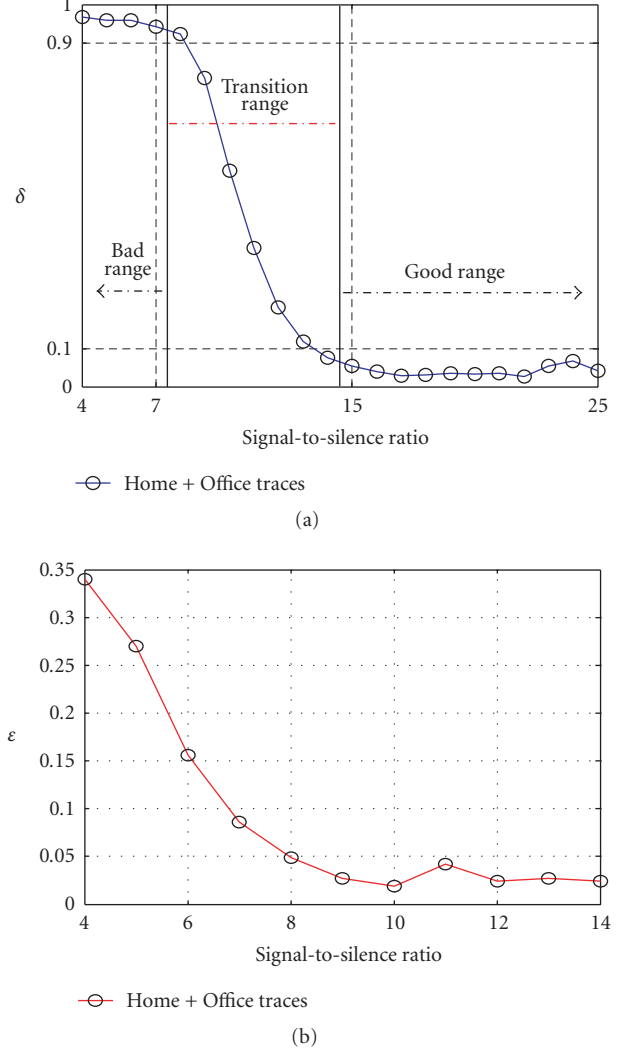 1
0.9
Transition
range
δ
Bad
range
Good range
0.1
0
4
7
15
25
Signal-to-silence ratio
Home + Office traces
(a)
0.35
0.3
0.25
0.2
ε
0.15
0.1
0.05
0
4
6
8
10
12
14
Signal-to-silence ratio
Home + Office traces
(b)